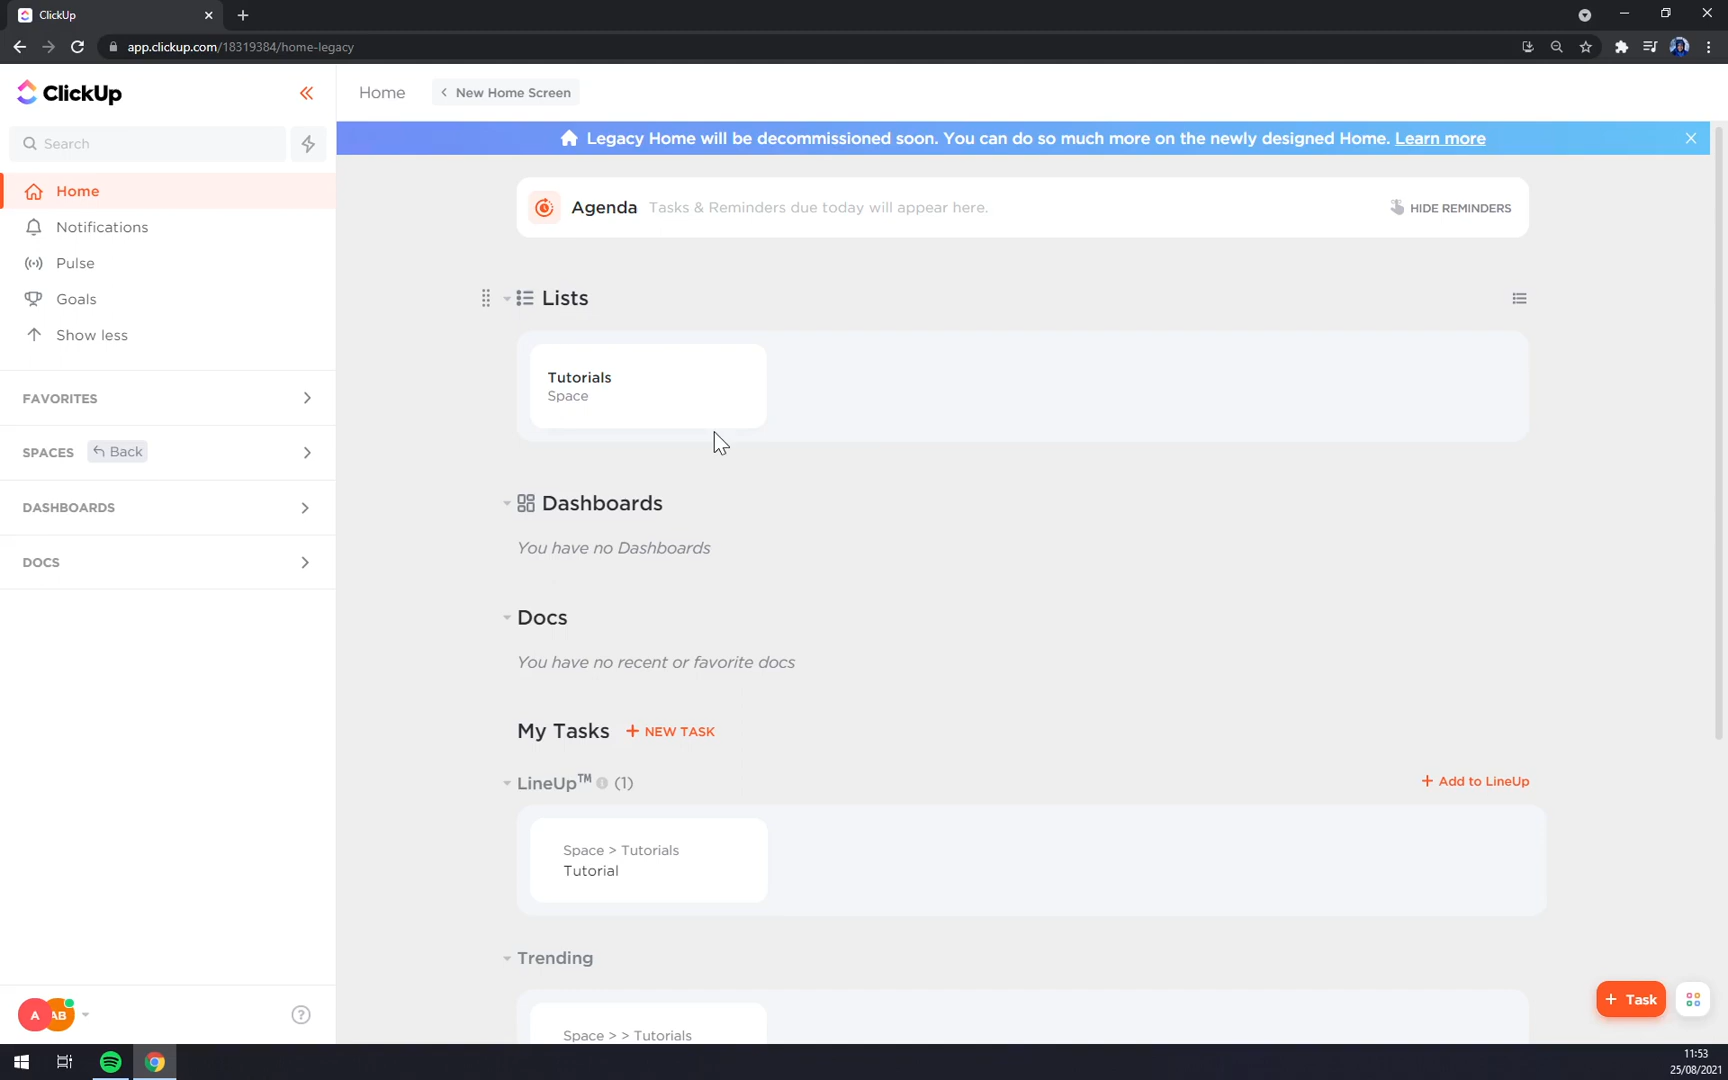 ClickUp
app.clickup.com/18319384/home-legacy
ClickUp
Home
New Home Screen
Search
Legacy Home will be decommissioned soon. You can do so much more on the newly designed Home. Learn more
Home
Agenda
Tasks & Reminders due today will appear here.
HIDE REMINDERS
Notifications
Pulse
Goals
Show less
Lists
Tutorials
Space
FAVORITES
SPACES
Back
DASHBOARDS
DOCS
Dashboards
You have no Dashboards
Docs
You have no recent or favorite docs
My Tasks
+ NEW TASK
LineUp™
(1)
+ Add to LineUp
Space > Tutorials
Tutorial
Trending
Space > > Tutorials
A
AB
?
+ Task
11:53
25/08/2021